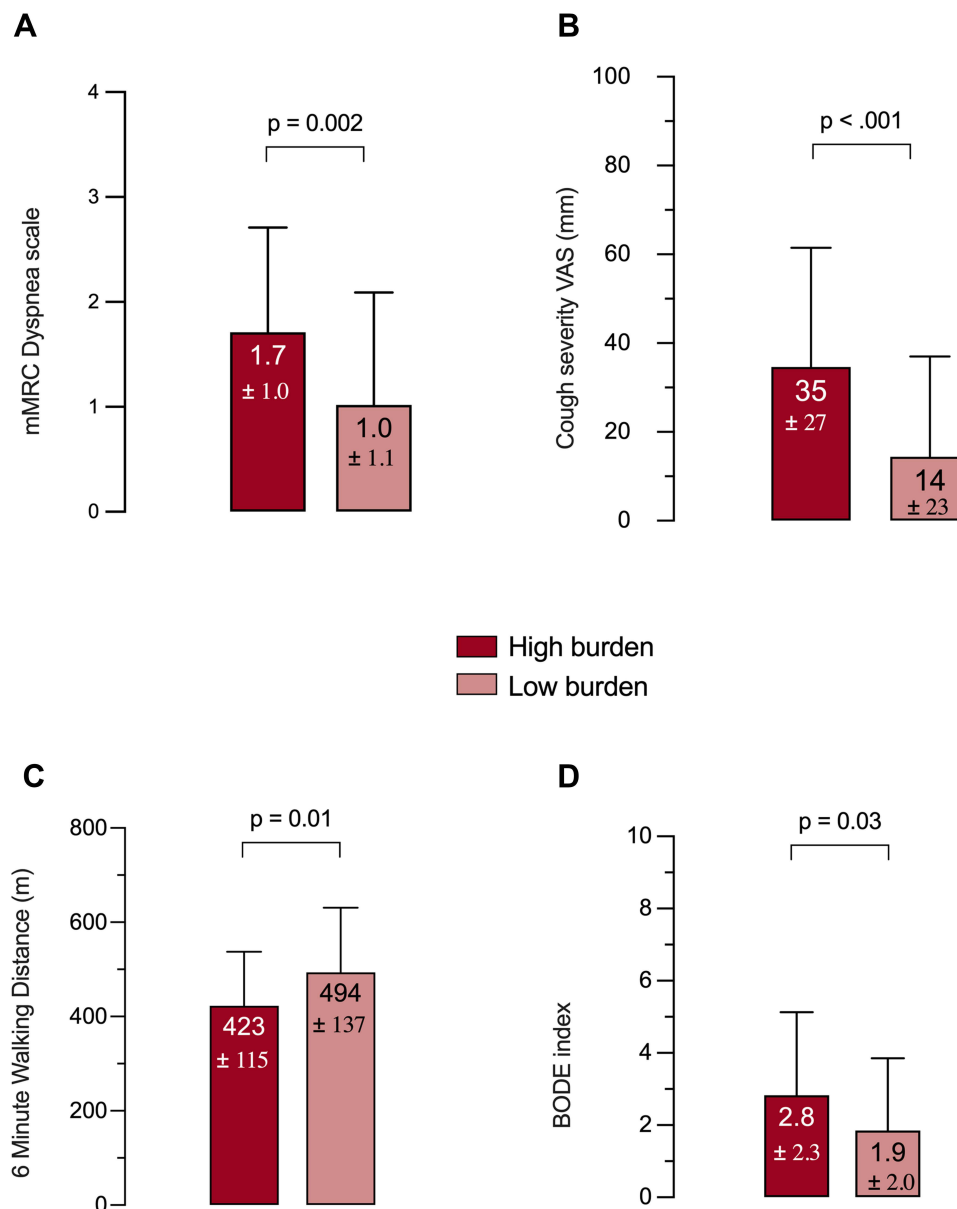 A
mMRC Dyspnea scale
4
3
2
1
0
p = 0.002
1.7
± 1.0
1.0
± 1.1
B
Cough severity VAS (mm)
100
80
60
40
20
0
p < .001
35
± 27
14
± 23
High burden
Low burden
C
6 Minute Walking Distance (m)
800
600
400
200
0
p = 0.01
423
± 115
494
± 137
D
BODE index
10
8
6
4
2
0
p = 0.03
2.8
± 2.3
1.9
± 2.0